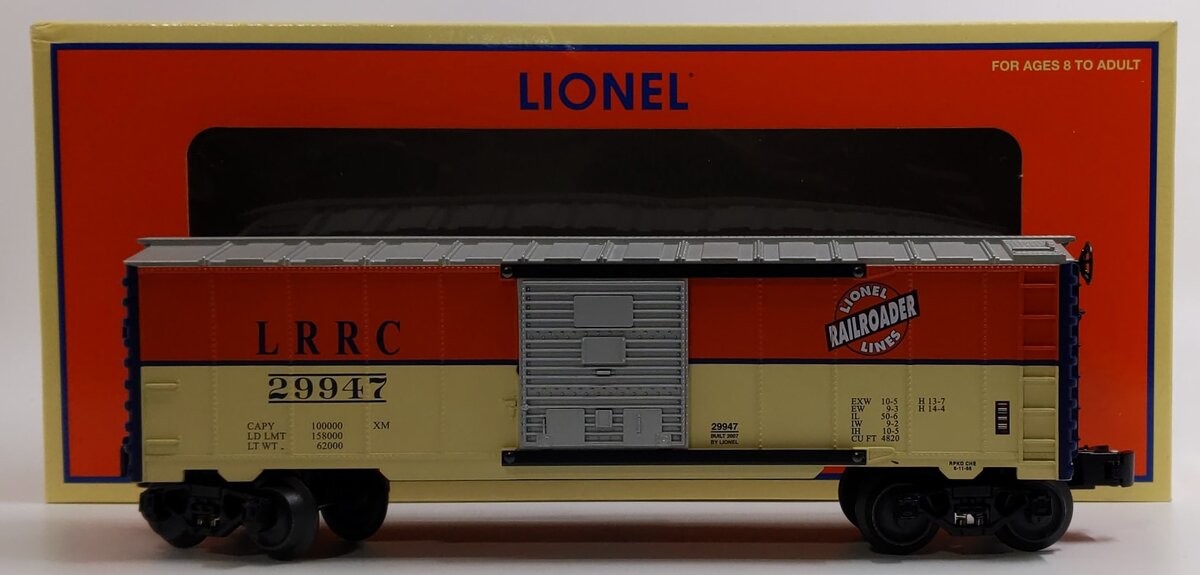 FOR AGES 8 TO ADULT
LIONEL
LIONEL
RAILROADER
LINES
LRRC
29947
CAPY 100000 XM
LD LMT 158000
LT WT 62000
29947
BUILT 2007
BY LIONEL
EXW 10-5 H 13-7
EW 9-3 H 14-4
IL 50-6
IW 9-2
IH 10-5
CU FT 4820
RPKD CHE